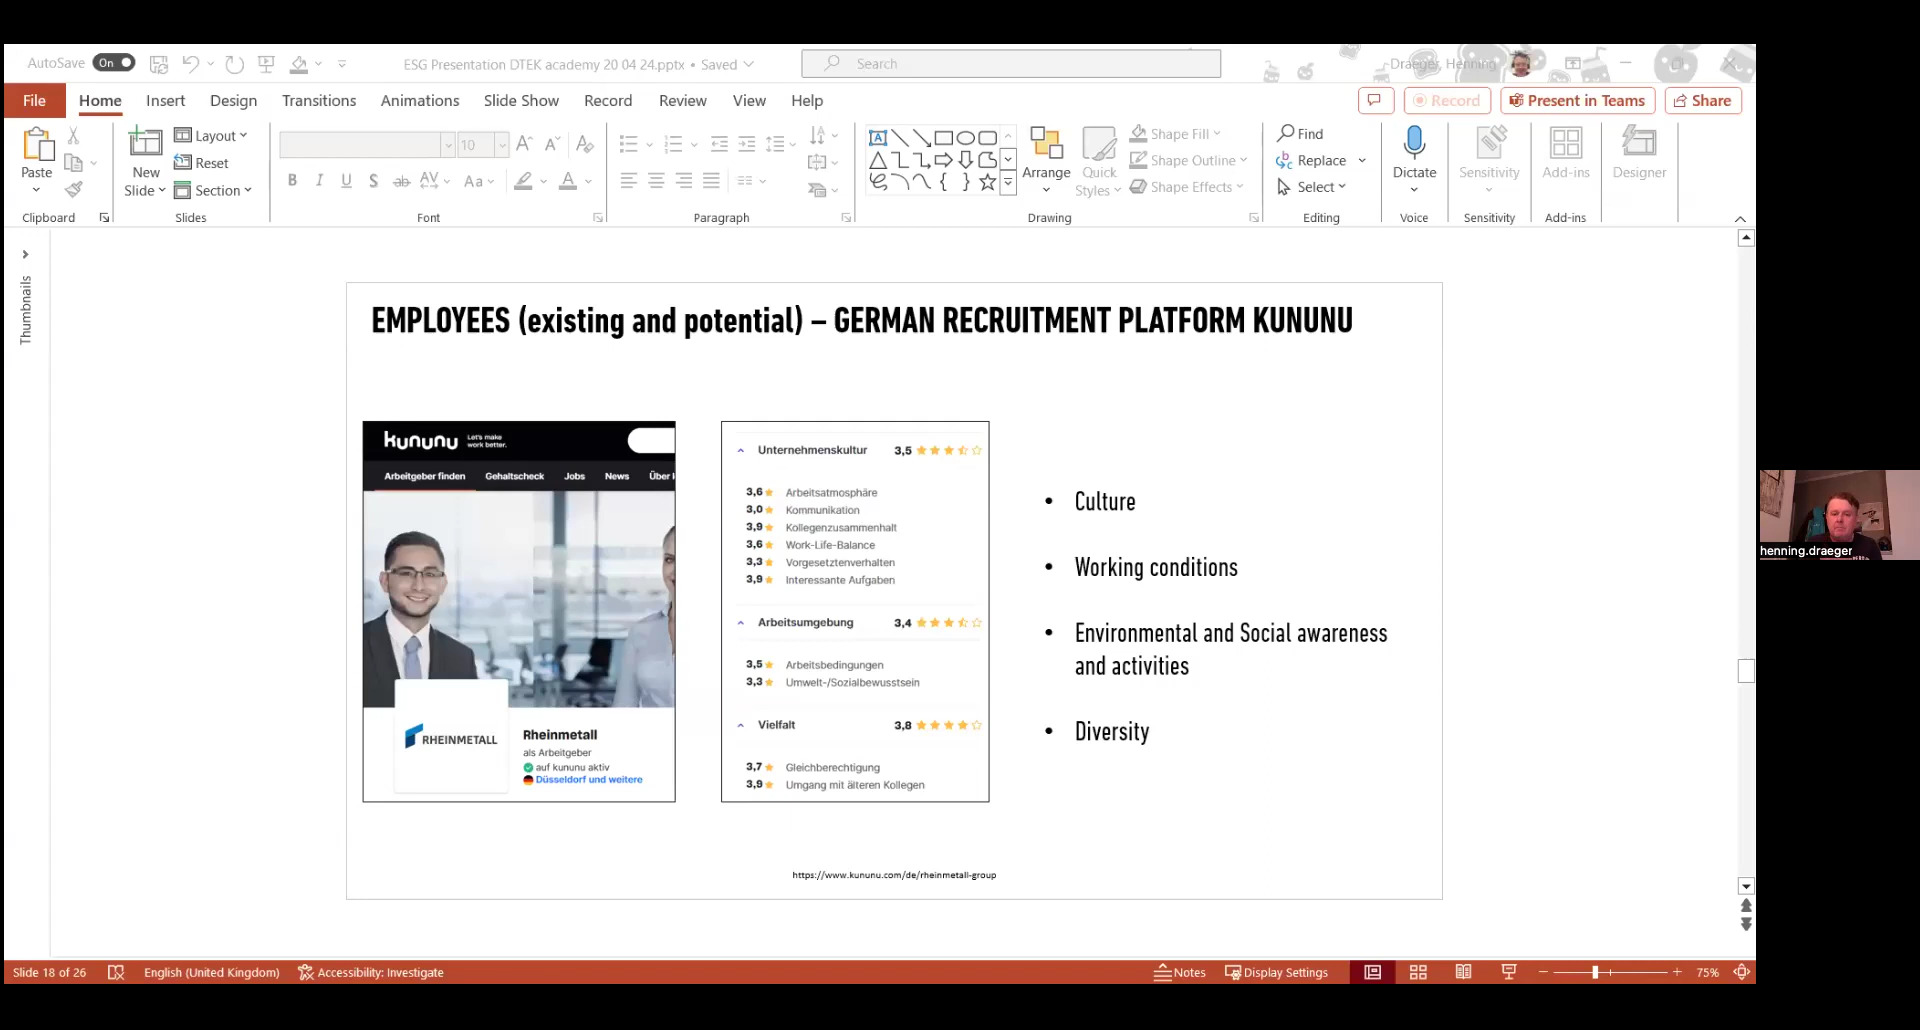 AutoSave On ESG Presentation DTEK academy 20 04 24.pptx • Saved Search Draeger, Henning
File Home Insert Design Transitions Animations Slide Show Record Review View Help Record Present in Teams Share
Paste
New Slide
Layout
Reset
Section
10
Arrange
Quick Styles
Shape Fill
Shape Outline
Shape Effects
Find
Replace
Select
Dictate
Sensitivity
Add-ins
Designer
Clipboard Slides Font Paragraph Drawing Editing Voice Sensitivity Add-ins
Thumbnails
EMPLOYEES (existing and potential) – GERMAN RECRUITMENT PLATFORM KUNUNU
kununu Let's make
work better.
Arbeitgeber finden Gehaltscheck Jobs News Über
RHEINMETALL
Rheinmetall
als Arbeitgeber
auf kununu aktiv
Düsseldorf und weitere
Unternehmenskultur 3,5
3,6 Arbeitsatmosphäre
3,0 Kommunikation
3,9 Kollegenzusammenhalt
3,6 Work-Life-Balance
3,3 Vorgesetztenverhalten
3,9 Interessante Aufgaben
Arbeitsumgebung 3,4
3,5 Arbeitsbedingungen
3,3 Umwelt-/Sozialbewusstsein
Vielfalt 3,8
3,7 Gleichberechtigung
3,9 Umgang mit älteren Kollegen
• Culture
• Working conditions
• Environmental and Social awareness
and activities
• Diversity
https://www.kununu.com/de/rheinmetall-group
henning.draeger
Slide 18 of 26 English (United Kingdom) Accessibility: Investigate Notes Display Settings 75%